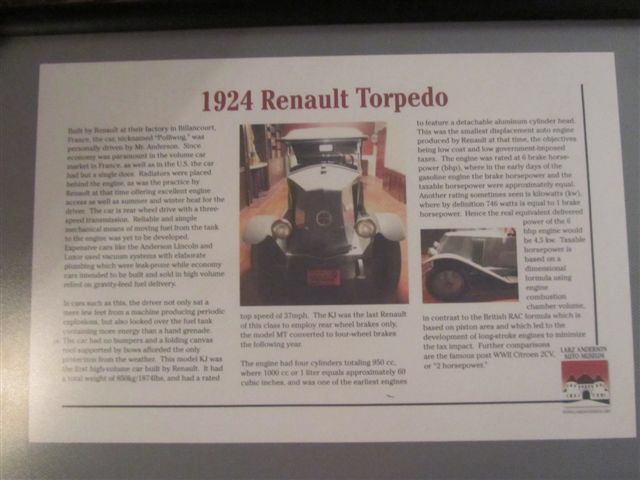 1924 Renault Torpedo
Built by Renault at their factory in Billancourt,
France, the car, nicknamed "Polliwog," was
personally driven by Mr. Anderson. Since
economy was paramount in the volume car
market in France, as well as in the U.S. the car
had but a single door. Radiators were placed
behind the engine, as was the practice by
Renault at that time offering excellent engine
access as well as summer and winter heat for the
driver. The car is rear wheel drive with a three-
speed transmission. Reliable and simple
mechanical means of moving fuel from the tank
to the engine was yet to be developed.
Expensive cars like the Anderson Lincoln and
Luxor used vacuum systems with elaborate
plumbing which were leak-prone while economy
cars intended to be built and sold in high volume
relied on gravity-feed fuel delivery.
In cars such as this, the driver not only sat a
mere few feet from a machine producing periodic
explosions, but also looked over the fuel tank
containing more energy than a hand grenade.
The car had no bumpers and a folding canvas
roof supported by bows afforded the only
protection from the weather. This model KJ was
the first high-volume car built by Renault. It had
a total weight of 850kg/1874lbs, and had a rated
top speed of 37mph. The KJ was the last Renault
of this class to employ rear wheel brakes only,
the model MT converted to four-wheel brakes
the following year.
The engine had four cylinders totaling 950 cc,
where 1000 cc or 1 liter equals approximately 60
cubic inches, and was one of the earliest engines
to feature a detachable aluminum cylinder head.
This was the smallest displacement auto engine
produced by Renault at that time, the objectives
being low cost and low government-imposed
taxes. The engine was rated at 6 brake horse-
power (bhp), where in the early days of the
gasoline engine the brake horsepower and the
taxable horsepower were approximately equal.
Another rating sometimes seen is kilowatts (kw),
where by definition 746 watts is equal to 1 brake
horsepower. Hence the real equivalent delivered
power of the 6
bhp engine would
be 4.5 kw. Taxable
horsepower is
based on a
dimensional
formula using
engine
combustion
chamber volume,
in contrast to the British RAC formula which is
based on piston area and which led to the
development of long-stroke engines to minimize
the tax impact. Further comparisons
are the famous post WWII Citroen 2CV,
or "2 horsepower."
LARZ ANDERSON
AUTO MUSEUM